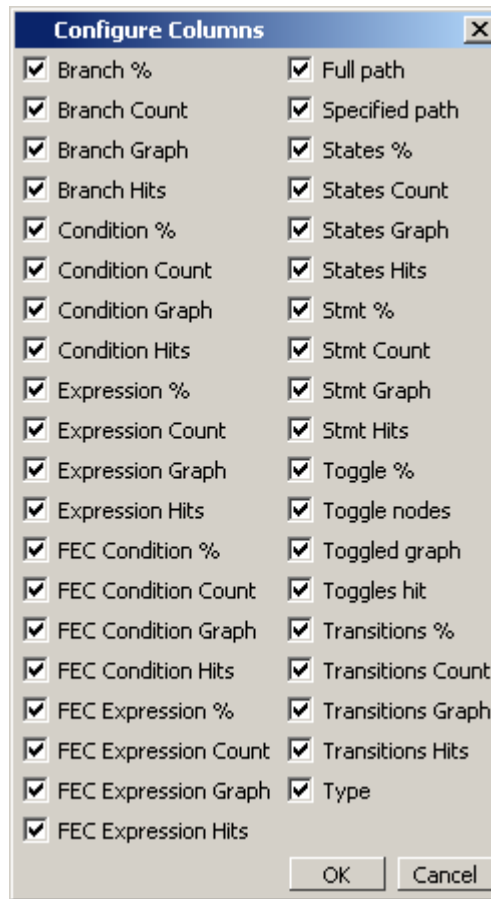 Configure Columns
Branch %
Branch Count
Branch Graph
Branch Hits
Condition %
Condition Count
Condition Graph
Condition Hits
Expression %
Expression Count
Expression Graph
Expression Hits
FEC Condition %
FEC Condition Count
FEC Condition Graph
FEC Condition Hits
FEC Expression %
FEC Expression Count
FEC Expression Graph
FEC Expression Hits
Full path
Specified path
States %
States Count
States Graph
States Hits
Stmt %
Stmt Count
Stmt Graph
Stmt Hits
Toggle %
Toggle nodes
Toggled graph
Toggles hit
Transitions %
Transitions Count
Transitions Graph
Transitions Hits
Type
OK
Cancel